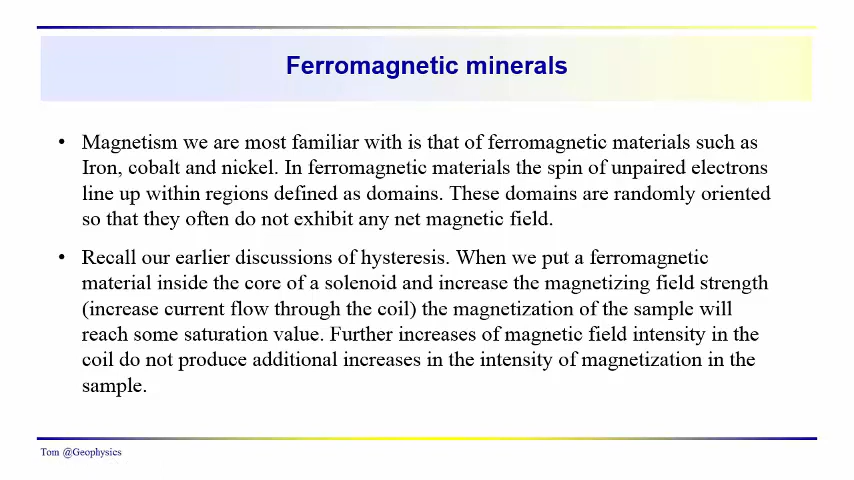 Ferromagnetic minerals
• Magnetism we are most familiar with is that of ferromagnetic materials such as
Iron, cobalt and nickel. In ferromagnetic materials the spin of unpaired electrons
line up within regions defined as domains. These domains are randomly oriented
so that they often do not exhibit any net magnetic field.
• Recall our earlier discussions of hysteresis. When we put a ferromagnetic
material inside the core of a solenoid and increase the magnetizing field strength
(increase current flow through the coil) the magnetization of the sample will
reach some saturation value. Further increases of magnetic field intensity in the
coil do not produce additional increases in the intensity of magnetization in the
sample.
Tom @Geophysics